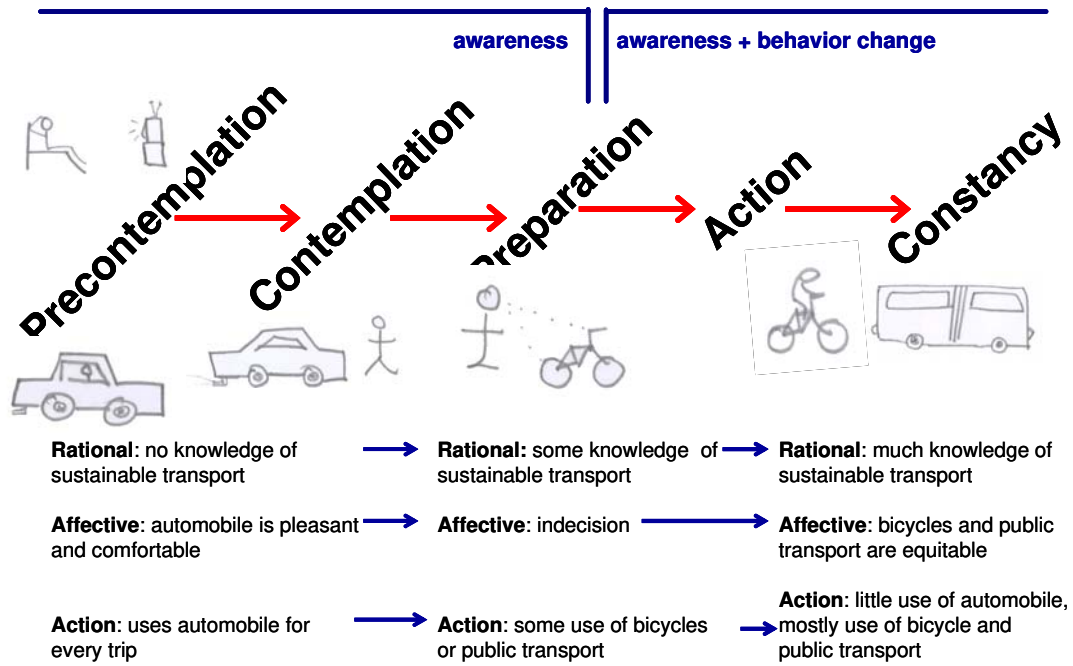 awareness
awareness + behavior change
Precontemplation
Contemplation
Preparation
Action
Constancy
Rational: no knowledge of
sustainable transport
Rational: some knowledge of
sustainable transport
Rational: much knowledge of
sustainable transport
Affective: automobile is pleasant
and comfortable
Affective: indecision
Affective: bicycles and public
transport are equitable
Action: uses automobile for
every trip
Action: some use of bicycles
or public transport
Action: little use of automobile,
mostly use of bicycle and
public transport